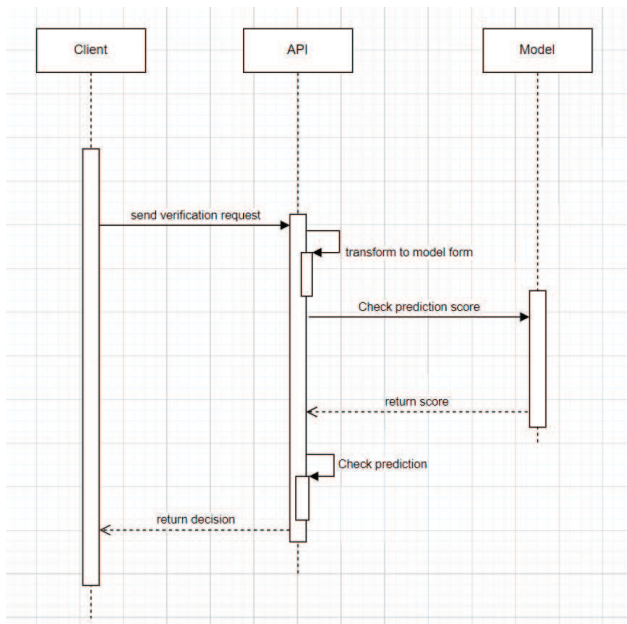 Client
API
Model
send verification request
transform to model form
Check prediction score
return score
Check prediction
return decision